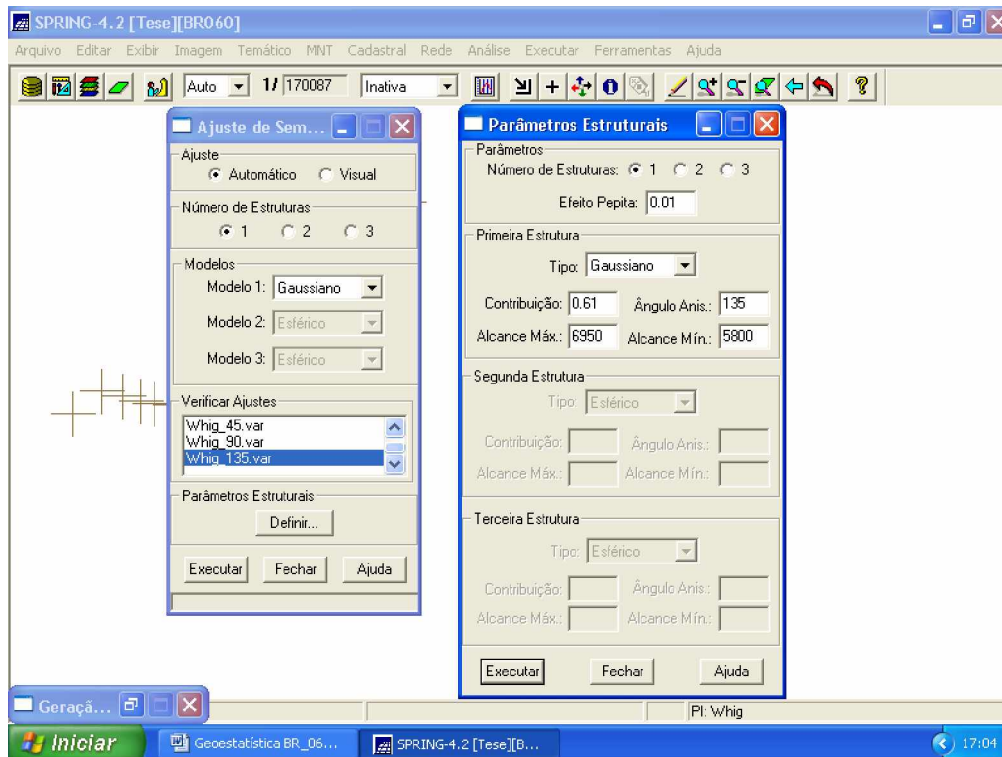 SPRING-4.2 [Tese][BR060]
Arquivo Editar Exibir Imagem Temático MNT Cadastral Rede Análise Executar Ferramentas Ajuda
Auto 1/ 170087 Inativa
Ajuste de Sem...
Ajuste
Automático Visual
Número de Estruturas
1 2 3
Modelos
Modelo 1: Gaussiano
Modelo 2: Esférico
Modelo 3: Esférico
Verificar Ajustes
Whig_45.var
Whig_90.var
Whig_135.var
Parâmetros Estruturais
Definir...
Executar Fechar Ajuda
Parâmetros Estruturais
Parâmetros
Número de Estruturas: 1 2 3
Efeito Pepita: 0.01
Primeira Estrutura
Tipo: Gaussiano
Contribuição: 0.61 Ângulo Anis.: 135
Alcance Máx.: 6950 Alcance Mín.: 5800
Segunda Estrutura
Tipo: Esférico
Contribuição: Ângulo Anis.:
Alcance Máx.: Alcance Mín.:
Terceira Estrutura
Tipo: Esférico
Contribuição: Ângulo Anis.:
Alcance Máx.: Alcance Mín.:
Executar Fechar Ajuda
Geraçã...
PI: Whig
Iniciar
Geoestatística BR_06...
SPRING-4.2 [Tese][B...
17:04